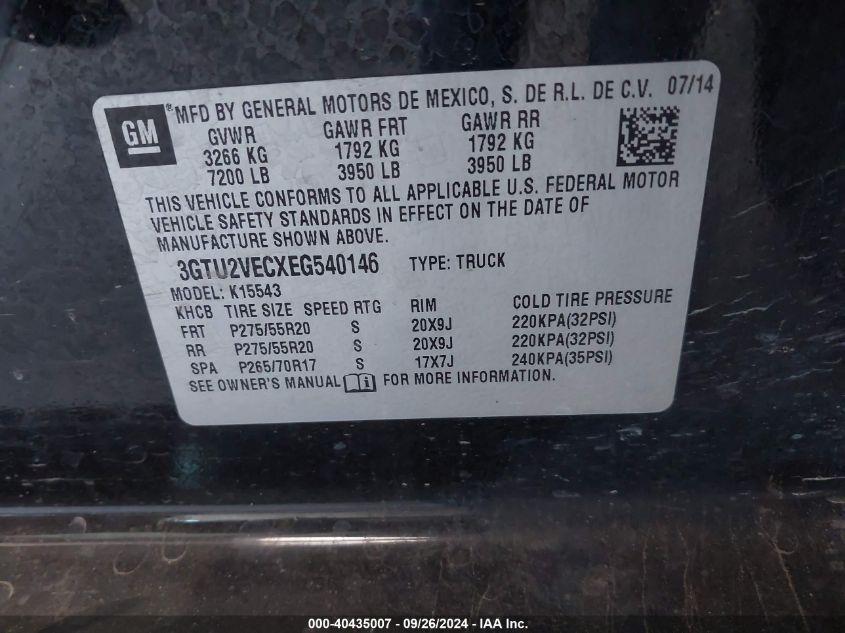 GM
® MFD BY GENERAL MOTORS DE MEXICO, S. DE R.L. DE C.V. 07/14
GVWR GAWR FRT GAWR RR
3266 KG 1792 KG 1792 KG
7200 LB 3950 LB 3950 LB
THIS VEHICLE CONFORMS TO ALL APPLICABLE U.S. FEDERAL MOTOR
VEHICLE SAFETY STANDARDS IN EFFECT ON THE DATE OF
MANUFACTURE SHOWN ABOVE.
3GTU2VECXEG540146 TYPE: TRUCK
MODEL: K15543
KHCB TIRE SIZE SPEED RTG RIM COLD TIRE PRESSURE
FRT P275/55R20 S 20X9J 220KPA(32PSI)
RR P275/55R20 S 20X9J 220KPA(32PSI)
SPA P265/70R17 S 17X7J 240KPA(35PSI)
SEE OWNER'S MANUAL FOR MORE INFORMATION.
000-40435007 - 09/26/2024 - IAA Inc.